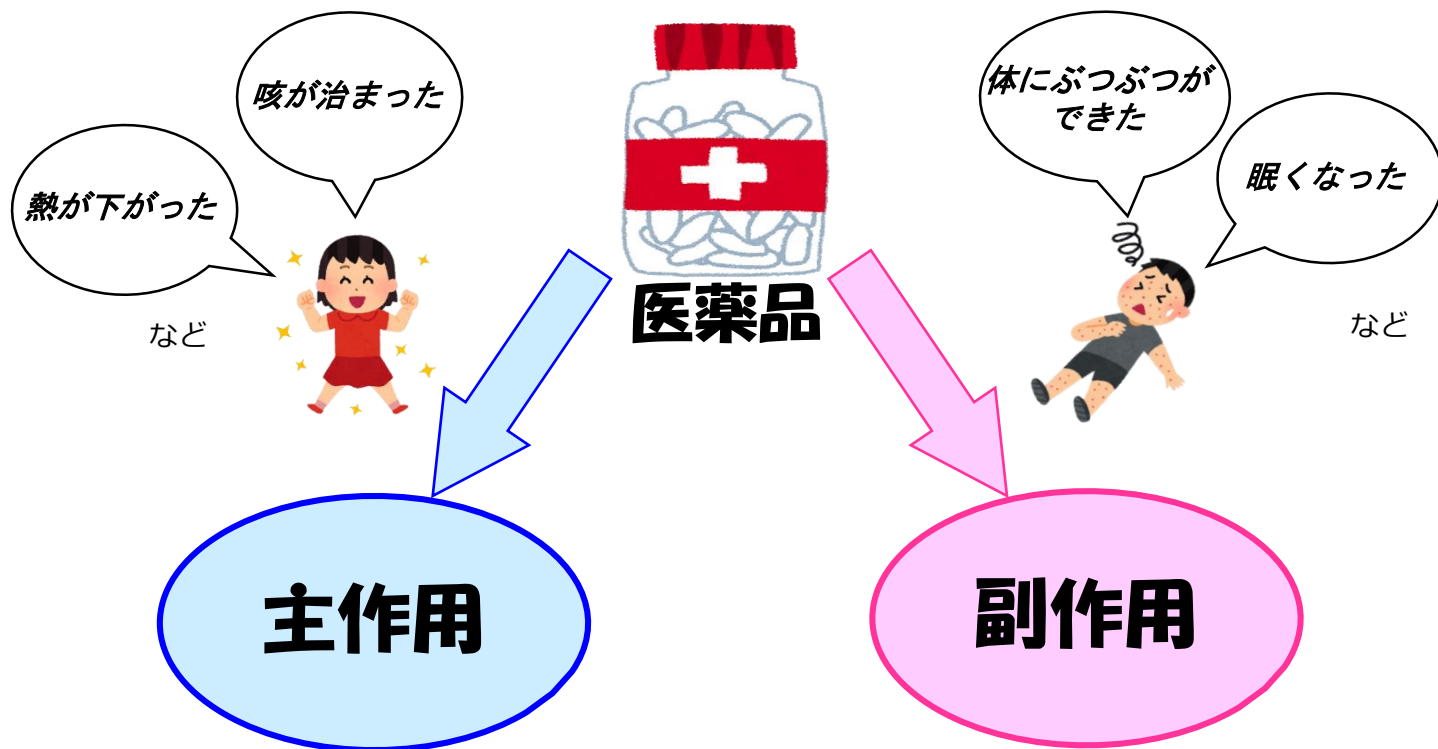 咳が治まった
熱が下がった
など
医薬品
体にぶつぶつが
できた
眠くなった
など
主作用
副作用